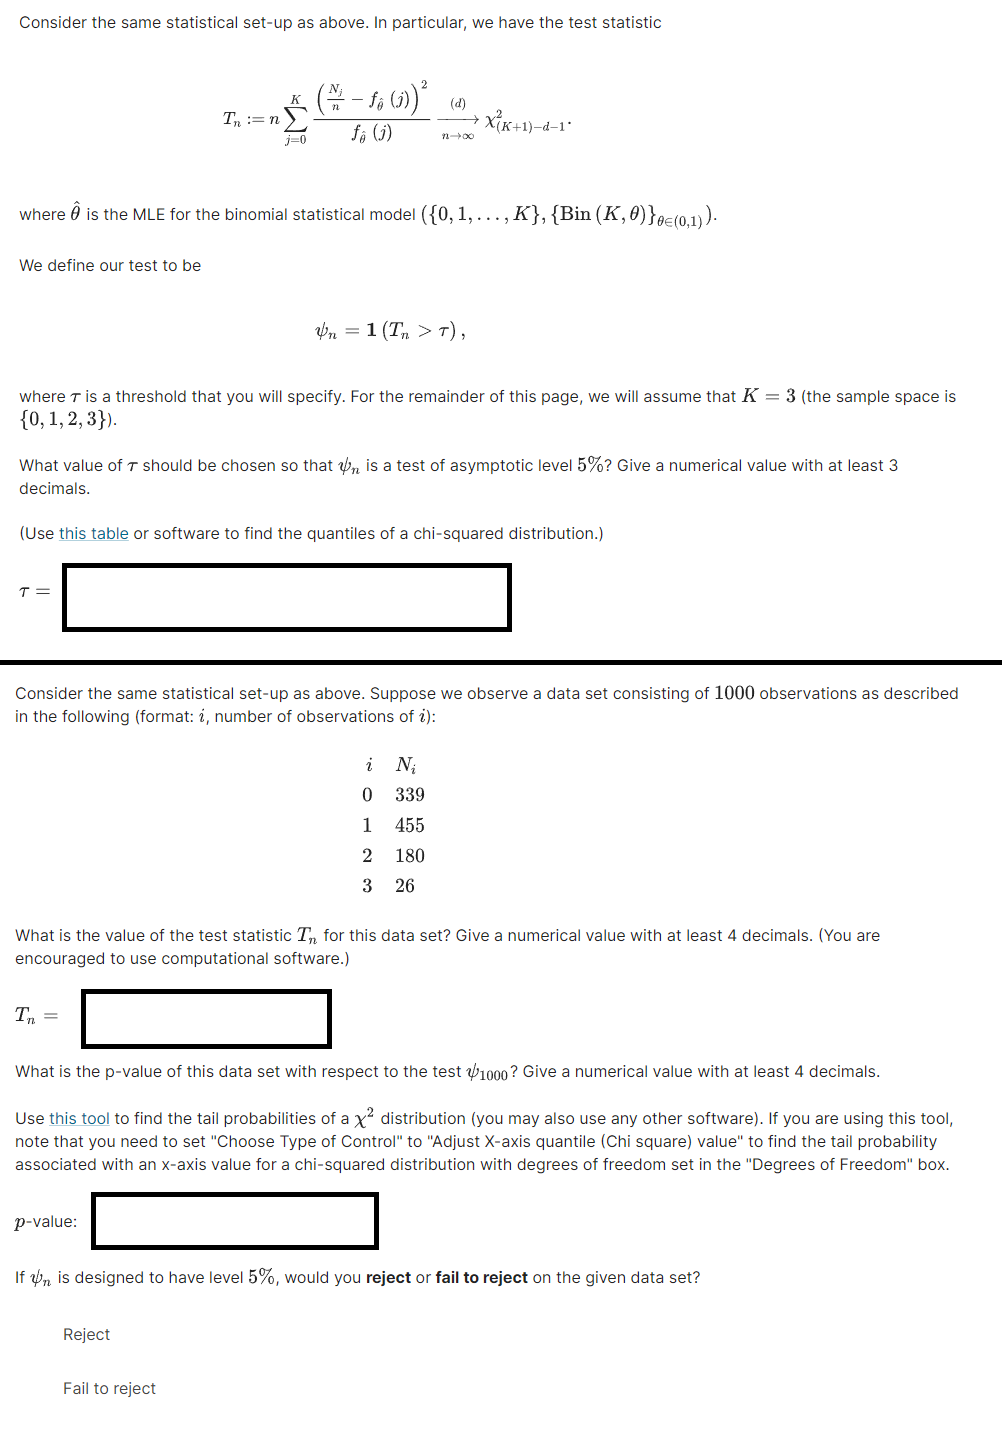 Consider the same statistical set-up as above. In particular, we have the test statistic
$T_n := n \sum_{j=0}^{K} \frac{\left(\frac{N_j}{n} - f_{\hat{\theta}}(j)\right)^2}{f_{\hat{\theta}}(j)} \xrightarrow[n \to \infty]{(d)} \chi^2_{(K+1)-d-1}.$
where $\hat{\theta}$ is the MLE for the binomial statistical model $(\{0, 1, \ldots, K\}, \{\text{Bin}(K, \theta)\}_{\theta \in (0,1)})$.
We define our test to be
$\psi_n = \mathbf{1}(T_n > \tau),$
where $\tau$ is a threshold that you will specify. For the remainder of this page, we will assume that $K = 3$ (the sample space is
$\{0, 1, 2, 3\}$).
What value of $\tau$ should be chosen so that $\psi_n$ is a test of asymptotic level 5%? Give a numerical value with at least 3
decimals.
(Use this table or software to find the quantiles of a chi-squared distribution.)
$\tau =$
Consider the same statistical set-up as above. Suppose we observe a data set consisting of 1000 observations as described
in the following (format: $i$, number of observations of $i$):
$i$ $N_i$
0 339
1 455
2 180
3 26
What is the value of the test statistic $T_n$ for this data set? Give a numerical value with at least 4 decimals. (You are
encouraged to use computational software.)
$T_n =$
What is the p-value of this data set with respect to the test $\psi_{1000}$? Give a numerical value with at least 4 decimals.
Use this tool to find the tail probabilities of a $\chi^2$ distribution (you may also use any other software). If you are using this tool,
note that you need to set "Choose Type of Control" to "Adjust X-axis quantile (Chi square) value" to find the tail probability
associated with an x-axis value for a chi-squared distribution with degrees of freedom set in the "Degrees of Freedom" box.
$p$-value:
If $\psi_n$ is designed to have level 5%, would you reject or fail to reject on the given data set?
Reject
Fail to reject